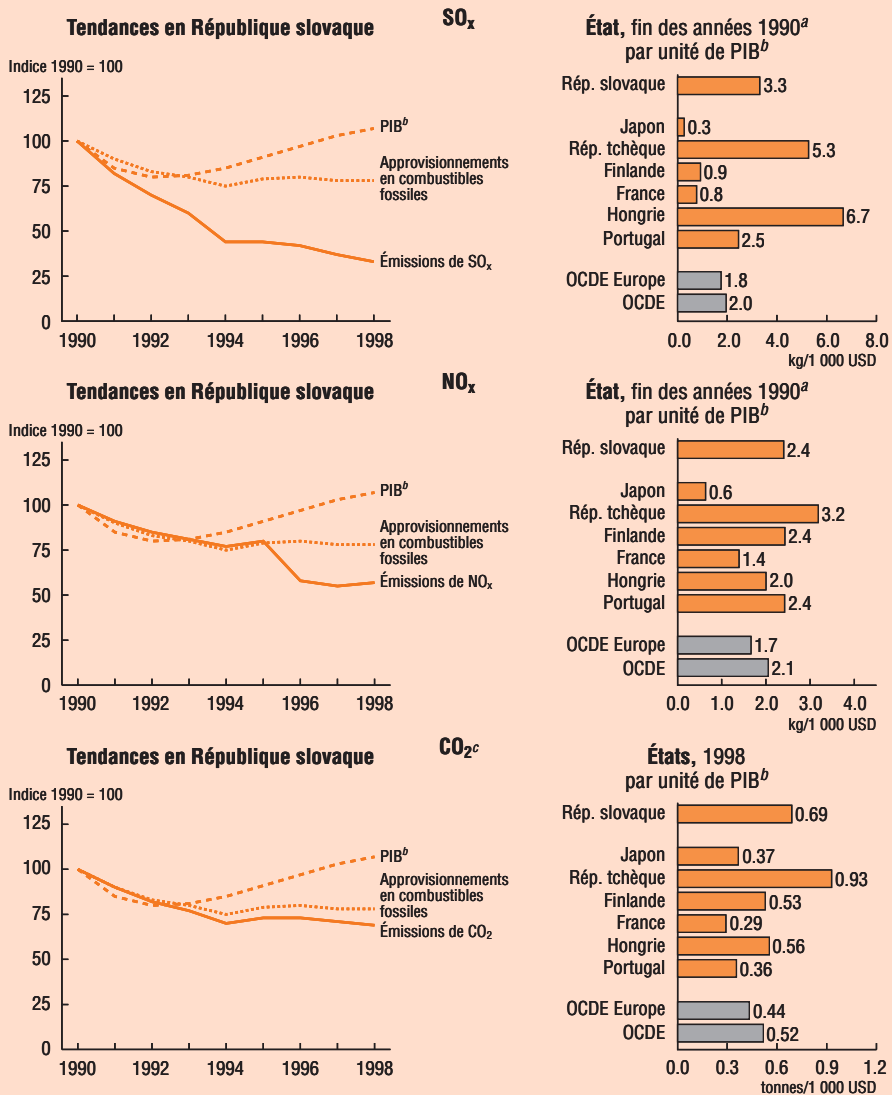 SOx
Tendances en République slovaque
Indice 1990 = 100
125
100
75
50
25
0
1990 1992 1994 1996 1998
PIBb
Approvisionnements
en combustibles
fossiles
Émissions de SOx
État, fin des années 1990a
par unité de PIBb
Rép. slovaque 3.3
Japon 0.3
Rép. tchèque 5.3
Finlande 0.9
France 0.8
Hongrie 6.7
Portugal 2.5
OCDE Europe 1.8
OCDE 2.0
0.0 2.0 4.0 6.0 8.0
kg/1 000 USD
NOx
Tendances en République slovaque
Indice 1990 = 100
125
100
75
50
25
0
1990 1992 1994 1996 1998
PIBb
Approvisionnements
en combustibles
fossiles
Émissions de NOx
État, fin des années 1990a
par unité de PIBb
Rép. slovaque 2.4
Japon 0.6
Rép. tchèque 3.2
Finlande 2.4
France 1.4
Hongrie 2.0
Portugal 2.4
OCDE Europe 1.7
OCDE 2.1
0.0 1.0 2.0 3.0 4.0
kg/1 000 USD
CO2c
Tendances en République slovaque
Indice 1990 = 100
125
100
75
50
25
0
1990 1992 1994 1996 1998
PIBb
Approvisionnements
en combustibles
fossiles
Émissions de CO2
États, 1998
par unité de PIBb
Rép. slovaque 0.69
Japon 0.37
Rép. tchèque 0.93
Finlande 0.53
France 0.29
Hongrie 0.56
Portugal 0.36
OCDE Europe 0.44
OCDE 0.52
0.0 0.3 0.6 0.9 1.2
tonnes/1 000 USD